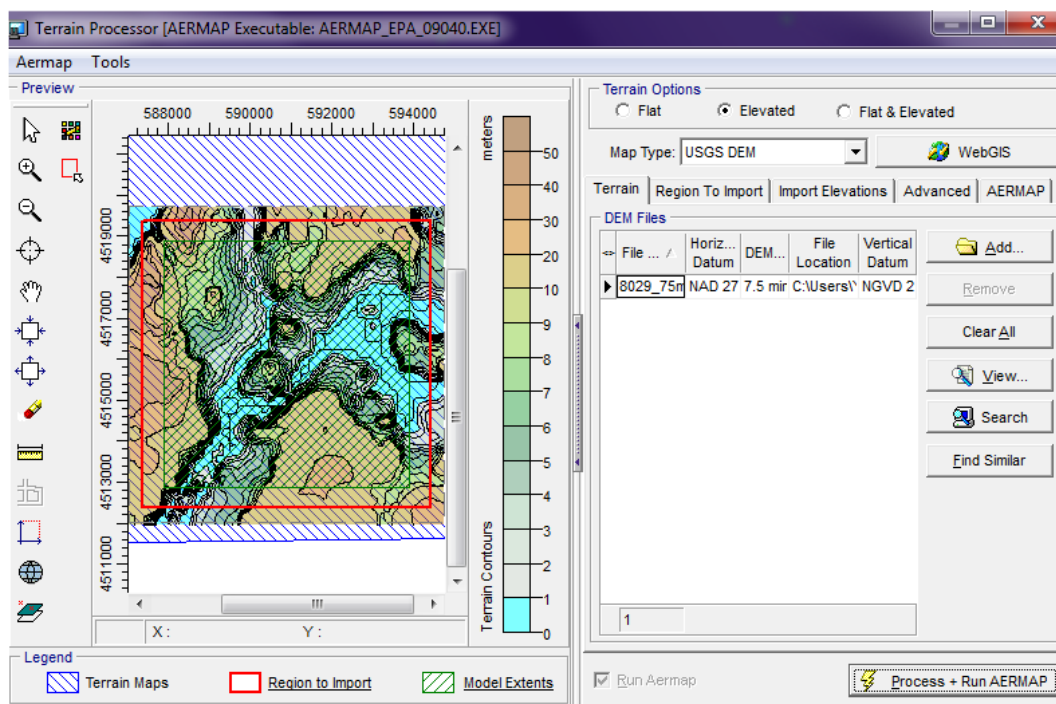 Terrain Processor [AERMAP Executable: AERMAP_EPA_09040.EXE]
Aermap Tools
Preview
588000 590000 592000 594000
4519000
4517000
4515000
4513000
4511000
meters
50
40
30
20
10
9
8
7
6
5
4
3
2
1
0
Terrain Contours
X : Y :
Legend
Terrain Maps Region to Import Model Extents
Terrain Options
Flat Elevated Flat & Elevated
Map Type: USGS DEM WebGIS
Terrain Region To Import Import Elevations Advanced AERMAP
DEM Files
File ... Horiz... Datum DEM... File Location Vertical Datum
8029_75m NAD 27 7.5 mir C:\Users\Y NGVD 2
1
Add...
Remove
Clear All
View...
Search
Find Similar
Run Aermap Process + Run AERMAP